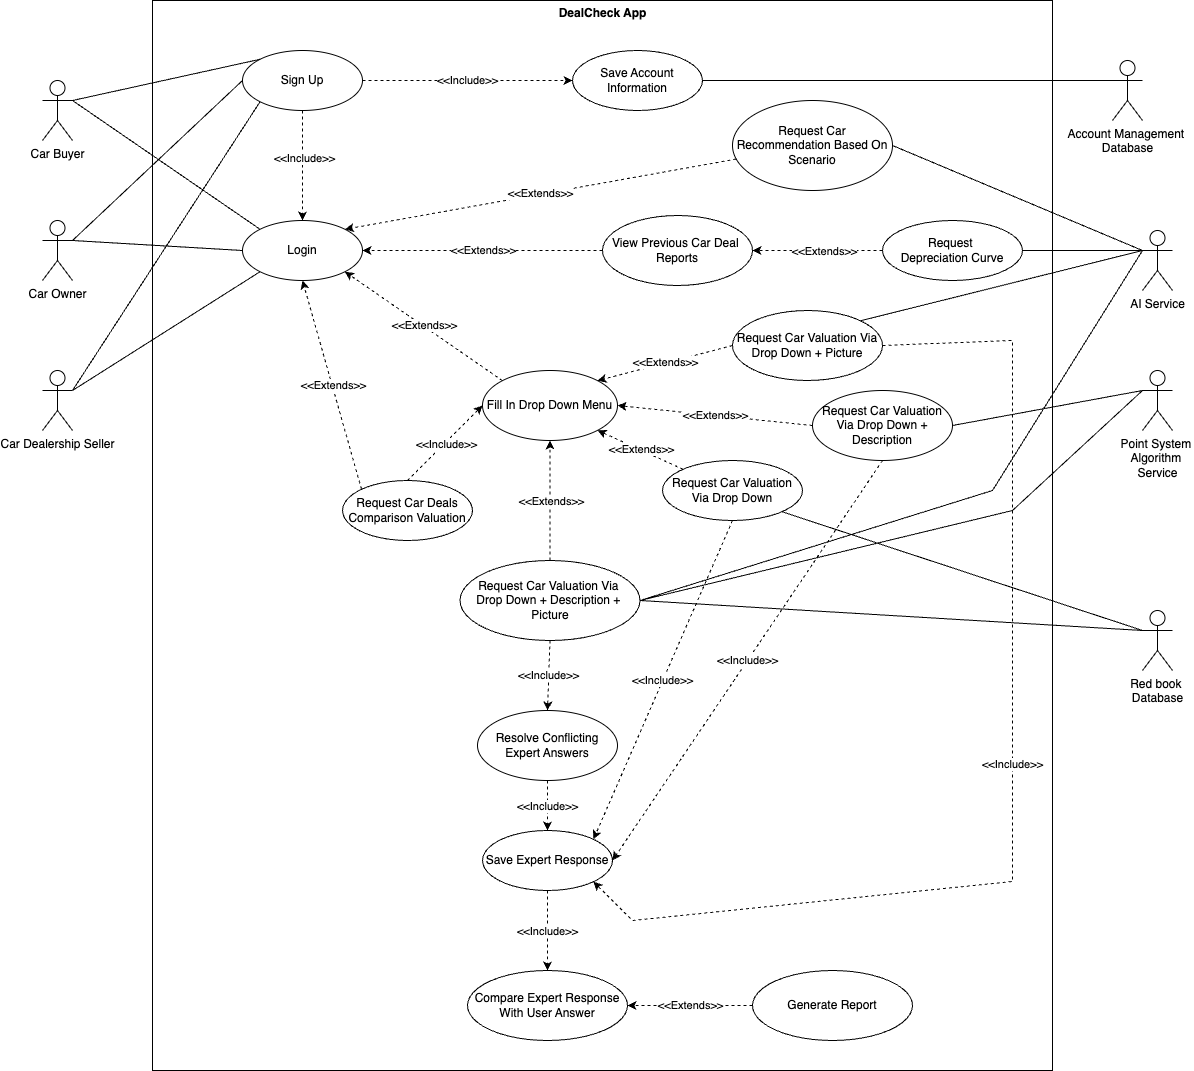 DealCheck App
Sign Up
<<Include>>
Save Account
Information
Car Buyer
Account Management
Database
Request Car
Recommendation Based On
Scenario
<<Include>>
<<Extends>>
Login
<<Extends>>
View Previous Car Deal
Reports
<<Extends>>
Request
Depreciation Curve
Car Owner
AI Service
<<Extends>>
Request Car Valuation Via
Drop Down + Picture
<<Extends>>
<<Extends>>
Fill In Drop Down Menu
<<Extends>>
Request Car Valuation
Via Drop Down +
Description
Car Dealership Seller
Point System
Algorithm
Service
<<Include>>
<<Extends>>
Request Car Valuation
Via Drop Down
Request Car Deals
Comparison Valuation
<<Extends>>
Request Car Valuation Via
Drop Down + Description +
Picture
<<Include>>
<<Include>>
<<Include>>
Red book
Database
Resolve Conflicting
Expert Answers
<<Include>>
<<Include>>
Save Expert Response
<<Include>>
Compare Expert Response
With User Answer
<<Extends>>
Generate Report